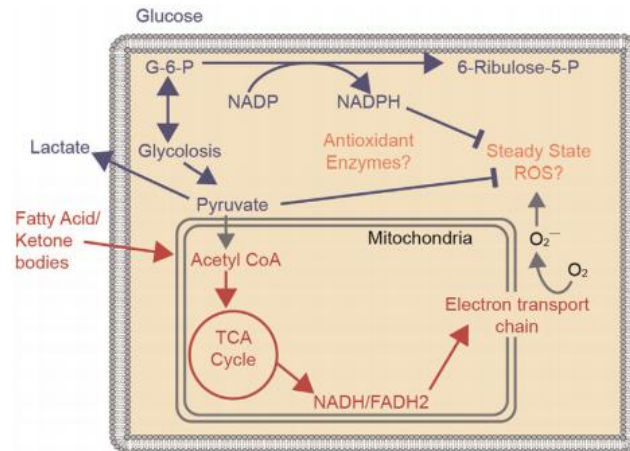 Glucose
G-6-P
6-Ribulose-5-P
NADP
NADPH
Lactate
Glycolosis
Antioxidant
Enzymes?
Steady State
ROS?
Pyruvate
Fatty Acid/
Ketone
bodies
Mitochondria
Acetyl CoA
O₂⁻
O₂
Electron transport
chain
TCA
Cycle
NADH/FADH2